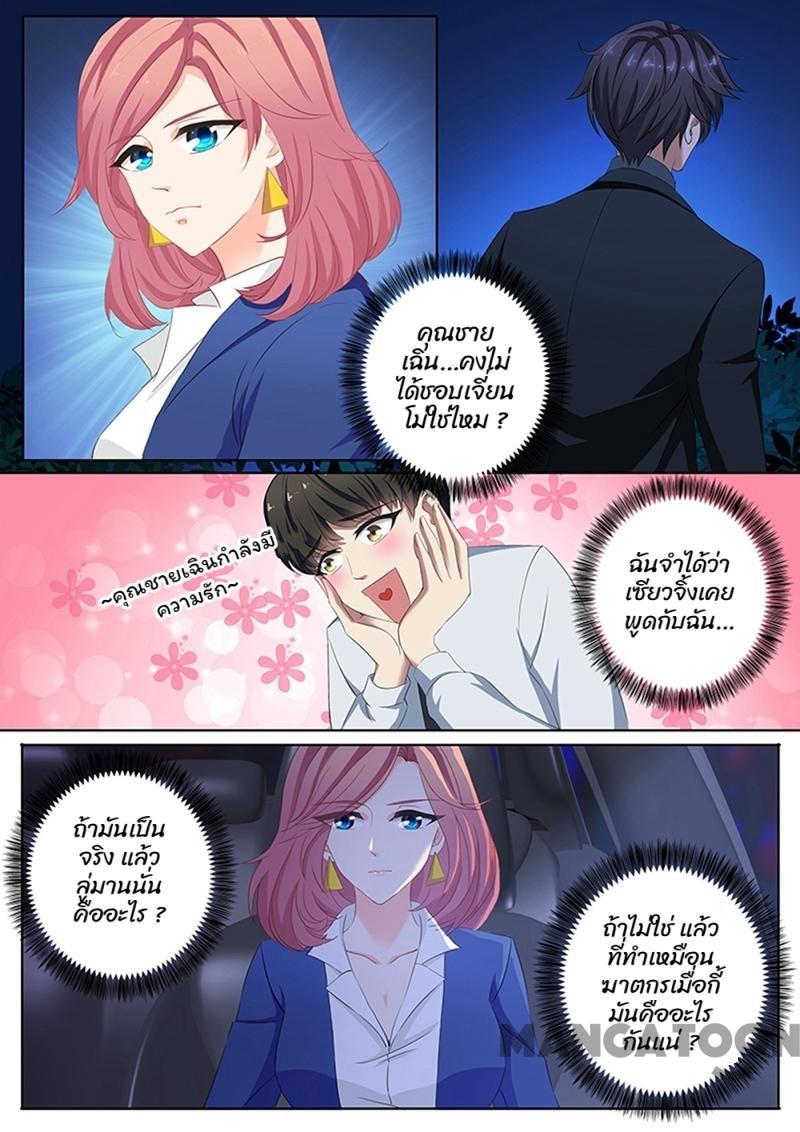 คุณชาย
เฉิน...คงไม่
ได้ชอบเจี่ยน
โม่ใช่ไหม ?
~คุณชายเฉินกำลังมี
ความรัก~
ฉันจำได้ว่า
เซียวจิ้งเคย
พูดกับฉัน...
ถ้ามันเป็น
จริง แล้ว
ลู่มานนั่น
คืออะไร ?
ถ้าไม่ใช่ แล้ว
ที่ทำเหมือน
ฆาตกรเมื่อกี้
มันคืออะไร
กันแน่ ?
MANGATOON